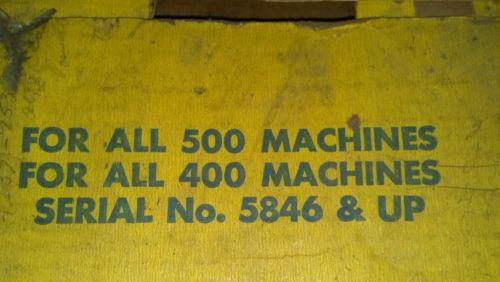 FOR ALL 500 MACHINES
FOR ALL 400 MACHINES
SERIAL No. 5846 & UP